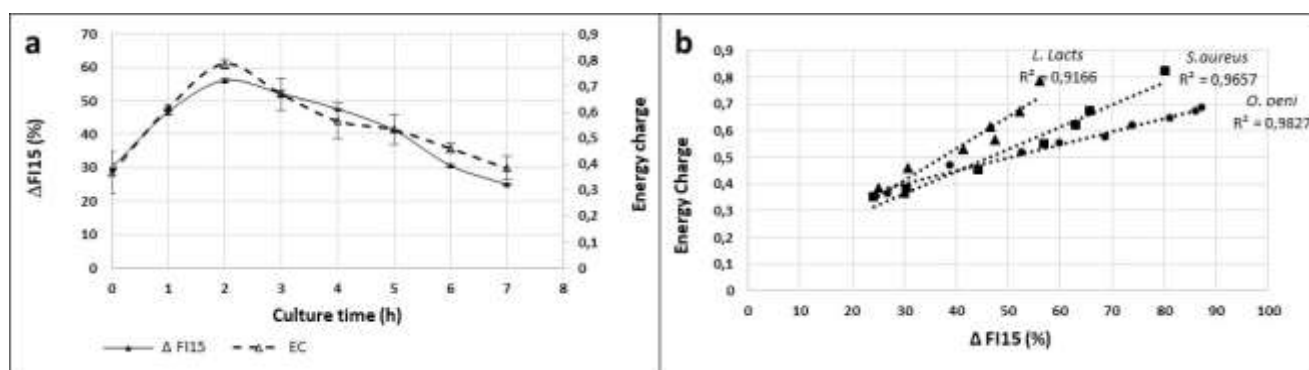 a
ΔFI15 (%)
70
60
50
40
30
20
10
0
0 1 2 3 4 5 6 7 8
Culture time (h)
0,9
0,8
0,7
0,6
0,5
0,4
0,3
0,2
0,1
0
Energy charge
Δ FI15 EC
b
Energy Charge
0,9
0,8
0,7
0,6
0,5
0,4
0,3
0,2
0,1
0
0 10 20 30 40 50 60 70 80 90 100
Δ FI15 (%)
L. Lacts
R² = 0,9166
S.aureus
R² = 0,9657
O. oeni
R² = 0,9827